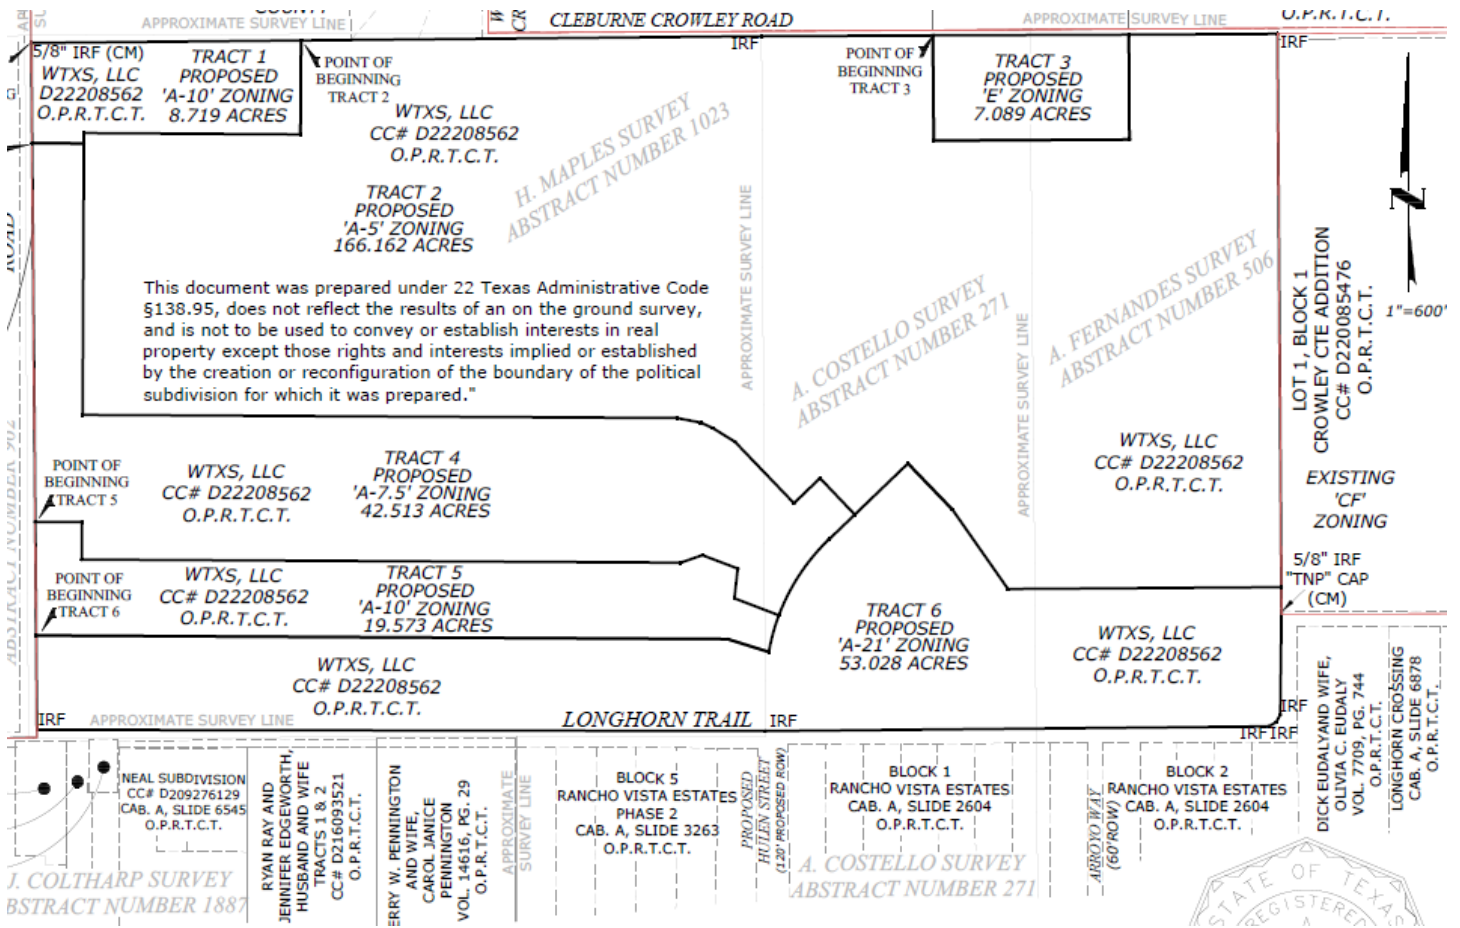 COUNTY
APPROXIMATE SURVEY LINE
CLEBURNE CROWLEY ROAD
APPROXIMATE SURVEY LINE
O.P.R.T.C.T.
5/8" IRF (CM)
WTXS, LLC
D22208562
O.P.R.T.C.T.
TRACT 1
PROPOSED
'A-10' ZONING
8.719 ACRES
POINT OF
BEGINNING
TRACT 2
WTXS, LLC
CC# D22208562
O.P.R.T.C.T.
TRACT 2
PROPOSED
'A-5' ZONING
166.162 ACRES
H. MAPLES SURVEY
ABSTRACT NUMBER 1023
IRF
POINT OF
BEGINNING
TRACT 3
TRACT 3
PROPOSED
'E' ZONING
7.089 ACRES
IRF
APPROXIMATE SURVEY LINE
A. COSTELLO SURVEY
ABSTRACT NUMBER 271
APPROXIMATE SURVEY LINE
A. FERNANDES SURVEY
ABSTRACT NUMBER 506
N
1"=600'
LOT 1, BLOCK 1
CROWLEY CTE ADDITION
CC# D220085476
O.P.R.T.C.T.
EXISTING
'CF'
ZONING
ROAD
This document was prepared under 22 Texas Administrative Code
§138.95, does not reflect the results of an on the ground survey,
and is not to be used to convey or establish interests in real
property except those rights and interests implied or established
by the creation or reconfiguration of the boundary of the political
subdivision for which it was prepared."
ABSTRACT NUMBER 902
POINT OF
BEGINNING
TRACT 5
WTXS, LLC
CC# D22208562
O.P.R.T.C.T.
TRACT 4
PROPOSED
'A-7.5' ZONING
42.513 ACRES
WTXS, LLC
CC# D22208562
O.P.R.T.C.T.
5/8" IRF
"TNP" CAP
(CM)
POINT OF
BEGINNING
TRACT 6
WTXS, LLC
CC# D22208562
O.P.R.T.C.T.
TRACT 5
PROPOSED
'A-10' ZONING
19.573 ACRES
TRACT 6
PROPOSED
'A-21' ZONING
53.028 ACRES
WTXS, LLC
CC# D22208562
O.P.R.T.C.T.
WTXS, LLC
CC# D22208562
O.P.R.T.C.T.
IRF
APPROXIMATE SURVEY LINE
LONGHORN TRAIL
IRF
IRF
IRF
IRF
DICK EUDALYAND WIFE,
OLIVIA C. EUDALY
VOL. 7709, PG. 744
O.P.R.T.C.T.
LONGHORN CROSSING
CAB. A, SLIDE 6878
O.P.R.T.C.T.
NEAL SUBDIVISION
CC# D209276129
CAB. A, SLIDE 6545
O.P.R.T.C.T.
RYAN RAY AND
JENNIFER EDGEWORTH,
HUSBAND AND WIFE
TRACTS 1 & 2
CC# D216093521
O.P.R.T.C.T.
ERRY W. PENNINGTON
AND WIFE,
CAROL JANICE
PENNINGTON
VOL. 14616, PG. 29
O.P.R.T.C.T.
APPROXIMATE
SURVEY LINE
BLOCK 5
RANCHO VISTA ESTATES
PHASE 2
CAB. A, SLIDE 3263
O.P.R.T.C.T.
PROPOSED
HULEN STREET
(120' PROPOSED ROW)
BLOCK 1
RANCHO VISTA ESTATES
CAB. A, SLIDE 2604
O.P.R.T.C.T.
ARROYO WAY
(60'ROW)
BLOCK 2
RANCHO VISTA ESTATES
CAB. A, SLIDE 2604
O.P.R.T.C.T.
J. COLTHARP SURVEY
BSTRACT NUMBER 1887
A. COSTELLO SURVEY
ABSTRACT NUMBER 271
STATE OF TEXAS
REGISTERED